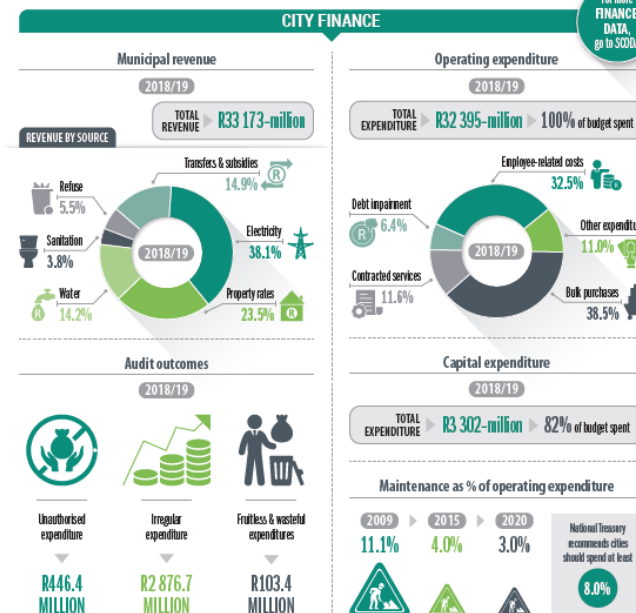 For more
FINANCE
DATA,
go to SCODA
CITY FINANCE
Municipal revenue
2018/19
TOTAL
REVENUE
R33 173-million
REVENUE BY SOURCE
Transfers & subsidies
14.9%
R
Refuse
5.5%
Electricity
38.1%
Sanitation
3.8%
2018/19
Water
14.2%
R
Property rates
23.5%
R
Audit outcomes
2018/19
Unauthorised
expenditure
R446.4
MILLION
Irregular
expenditure
R2 876.7
MILLION
Fruitless & wasteful
expenditures
R103.4
MILLION
Operating expenditure
2018/19
TOTAL
EXPENDITURE
R32 395-million
100% of budget spent
Employee-related costs
32.5%
R
Debt impairment
R
6.4%
Other expenditu
11.0%
2018/19
Contracted services
11.6%
Bulk purchases
38.5%
Capital expenditure
2018/19
TOTAL
EXPENDITURE
R3 302-million
82% of budget spent
Maintenance as % of operating expenditure
2009
2015
2020
11.1%
4.0%
3.0%
National Treasury
recommends cities
should spend at least
8.0%